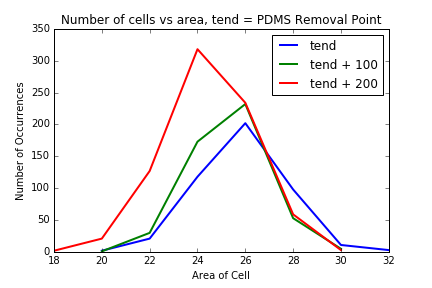 Number of cells vs area, tend = PDMS Removal Point
350
300
250
200
150
100
50
0
Number of Occurrences
tend
tend + 100
tend + 200
18 20 22 24 26 28 30 32
Area of Cell